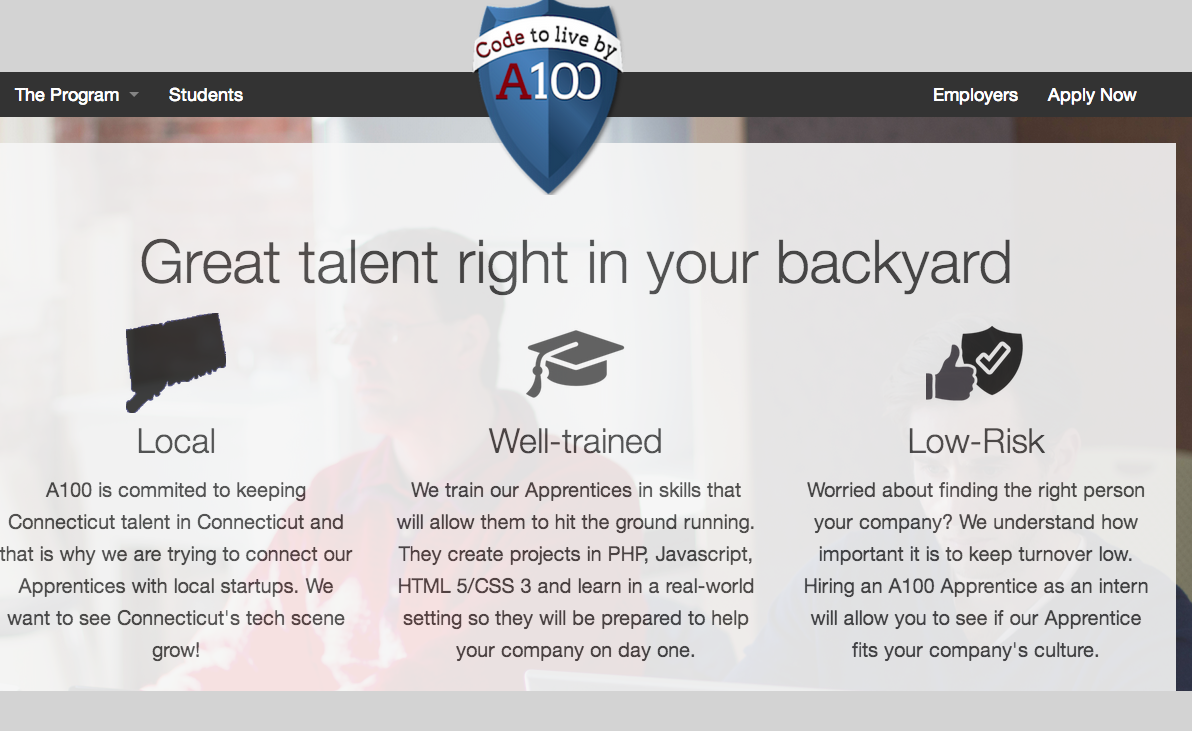 Code to live by
A100
The Program
Students
Employers
Apply Now
Great talent right in your backyard
Local
A100 is commited to keeping
Connecticut talent in Connecticut and
that is why we are trying to connect our
Apprentices with local startups. We
want to see Connecticut's tech scene
grow!
Well-trained
We train our Apprentices in skills that
will allow them to hit the ground running.
They create projects in PHP, Javascript,
HTML 5/CSS 3 and learn in a real-world
setting so they will be prepared to help
your company on day one.
Low-Risk
Worried about finding the right person
your company? We understand how
important it is to keep turnover low.
Hiring an A100 Apprentice as an intern
will allow you to see if our Apprentice
fits your company's culture.